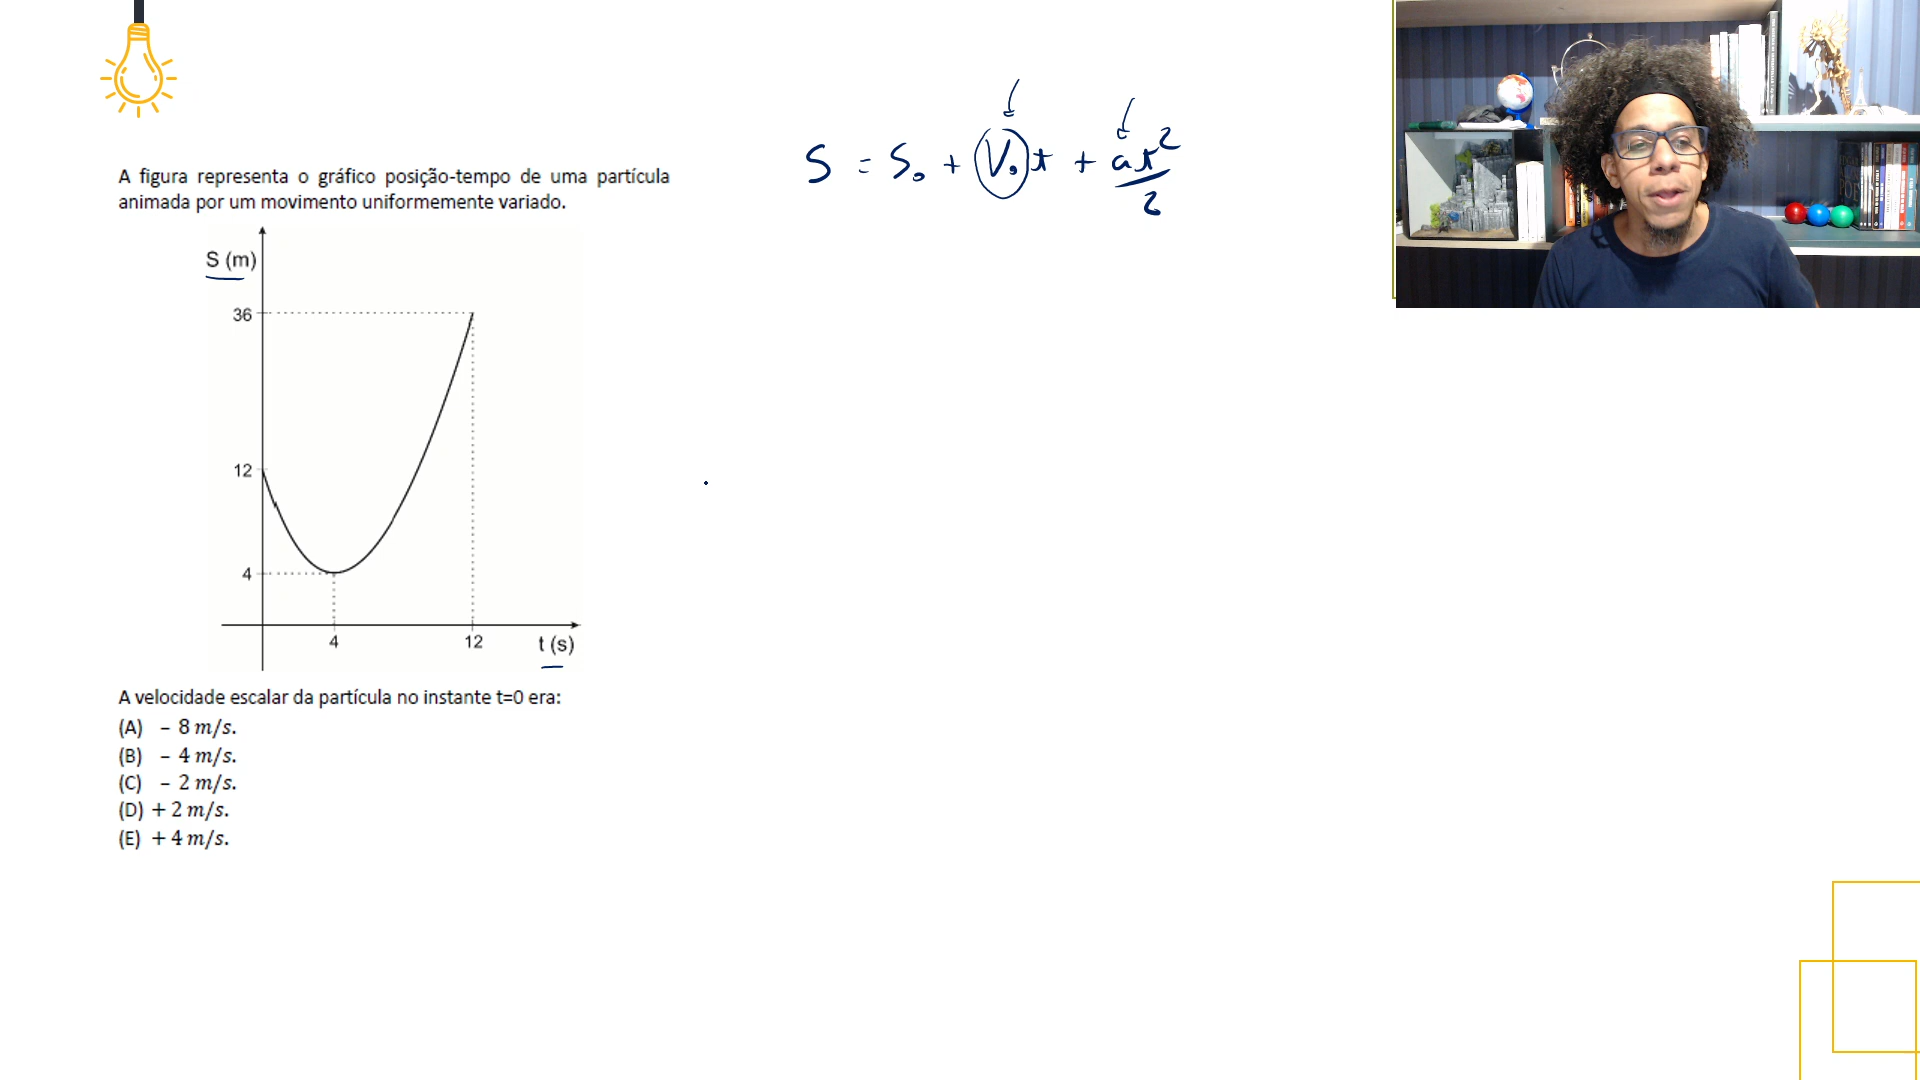 A figura representa o gráfico posição-tempo de uma partícula
animada por um movimento uniformemente variado.
S (m)
36
12
4
4
12
t (s)
A velocidade escalar da partícula no instante t=0 era:
(A) – 8 m/s.
(B) – 4 m/s.
(C) – 2 m/s.
(D) + 2 m/s.
(E) + 4 m/s.
S = S₀ + V₀t + at²/2